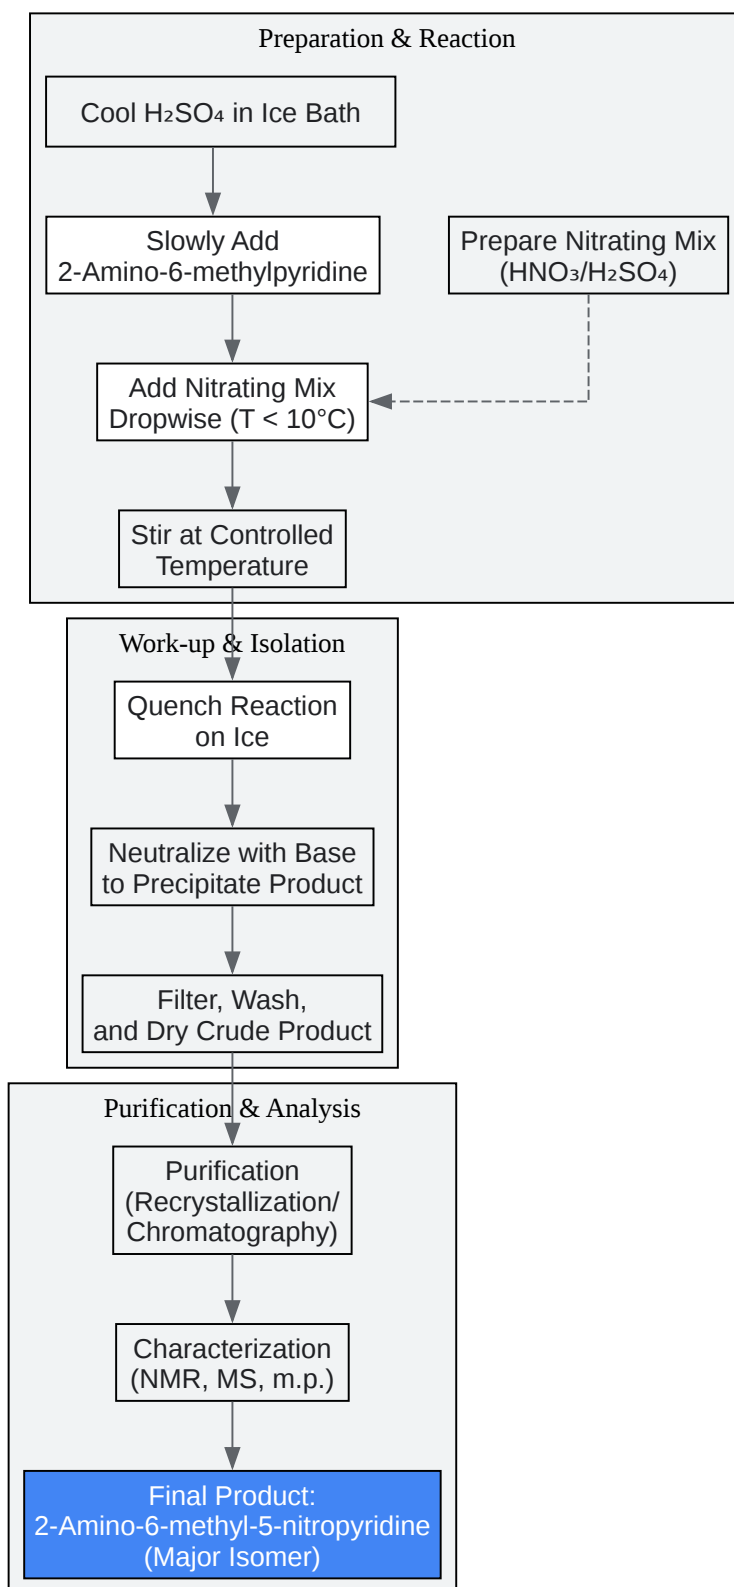 Preparation & Reaction
Cool H₂SO₄ in Ice Bath
Slowly Add
2-Amino-6-methylpyridine
Prepare Nitrating Mix
(HNO₃/H₂SO₄)
Add Nitrating Mix
Dropwise (T < 10°C)
Stir at Controlled
Temperature
Work-up & Isolation
Quench Reaction
on Ice
Neutralize with Base
to Precipitate Product
Filter, Wash,
and Dry Crude Product
Purification & Analysis
Purification
(Recrystallization/
Chromatography)
Characterization
(NMR, MS, m.p.)
Final Product:
2-Amino-6-methyl-5-nitropyridine
(Major Isomer)